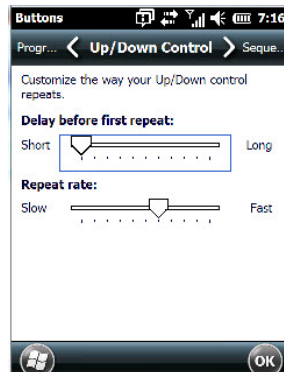 Buttons 7:16
Progr... Up/Down Control Seque...
Customize the way your Up/Down control
repeats.
Delay before first repeat:
Short Long
Repeat rate:
Slow Fast
OK